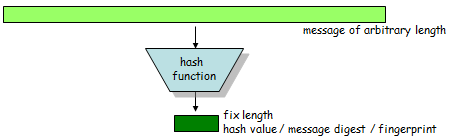 message of arbitrary length
hash
function
fix length
hash value / message digest / fingerprint